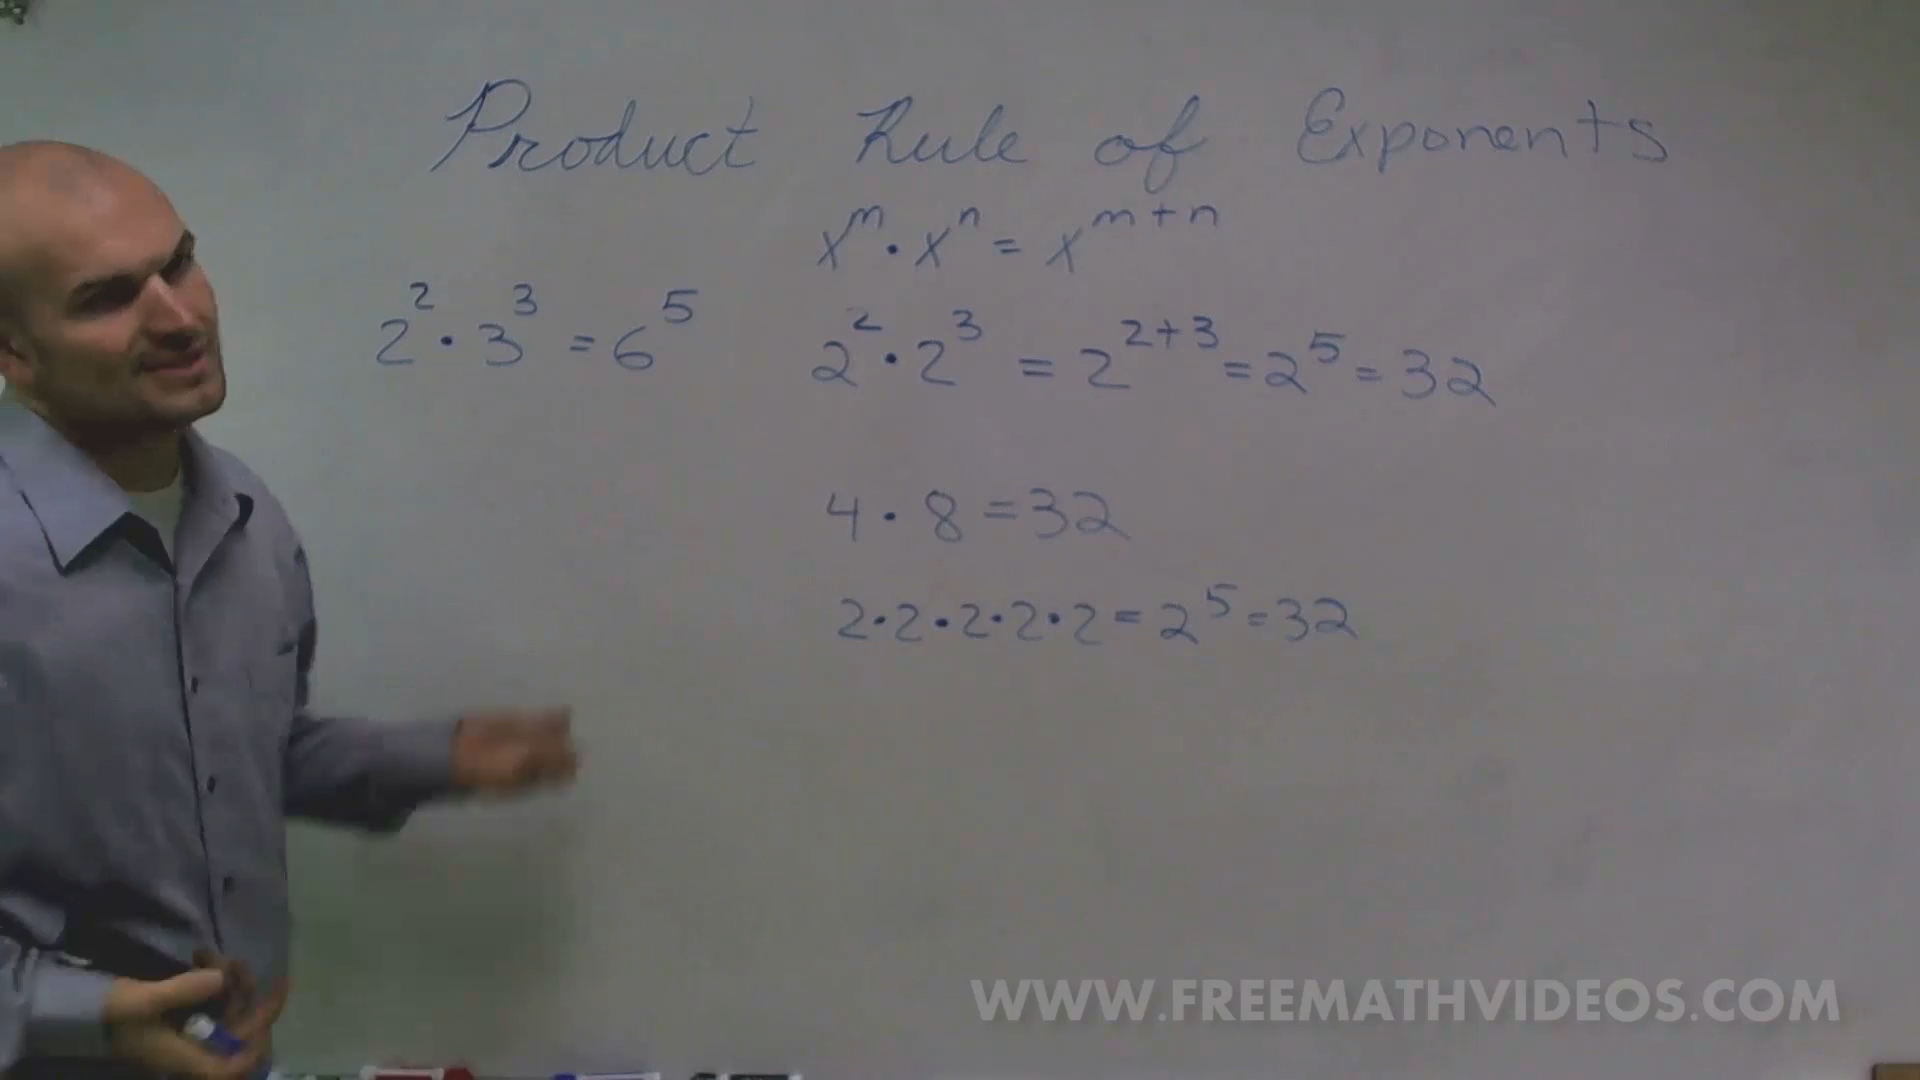 Product Rule of Exponents
x^m · x^n = x^{m+n}
2^2 · 3^3 = 6^5
2^2 · 2^3 = 2^{2+3} = 2^5 = 32
4 · 8 = 32
2·2·2·2·2 = 2^5 = 32
WWW.FREEMATHVIDEOS.COM